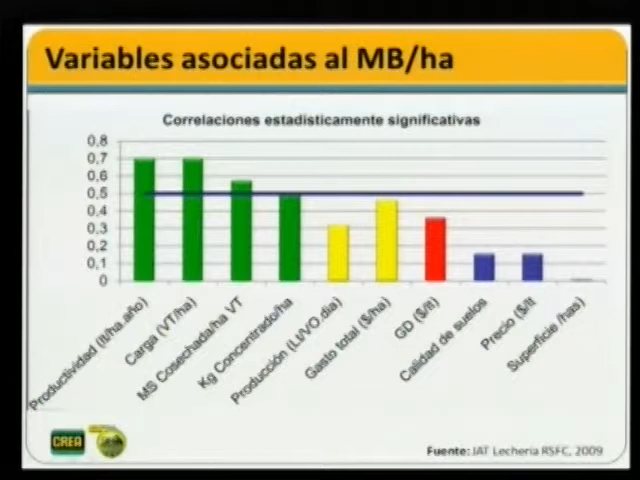 Variables asociadas al MB/ha
Correlaciones estadisticamente significativas
0,8
0,7
0,6
0,5
0,4
0,3
0,2
0,1
0
Productividad (lt/ha.año)
Carga (VT/ha)
MS Cosechada/ha VT
Kg Concentrado/ha
Producción (Lt/VO.dia)
Gasto total ($/ha)
GD ($/lt)
Calidad de suelos
Precio ($/lt
Superficie /has)
CREA
Fuente: JAT Lechería RSFC, 2009